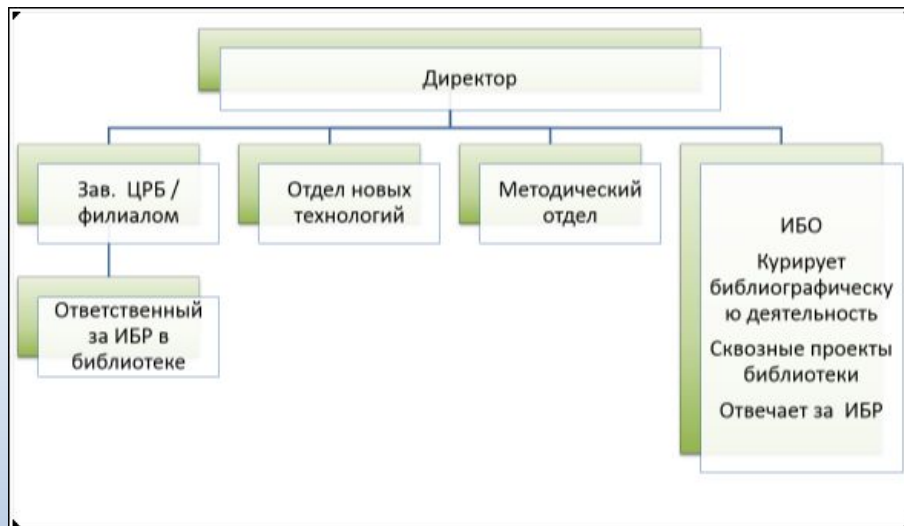 Директор
Зав. ЦРБ /
филиалом
Отдел новых
технологий
Методический
отдел
ИБО
Курирует
библиографическу
ю деятельность
Сквозные проекты
библиотеки
Отвечает за ИБР
Ответственный
за ИБР в
библиотеке